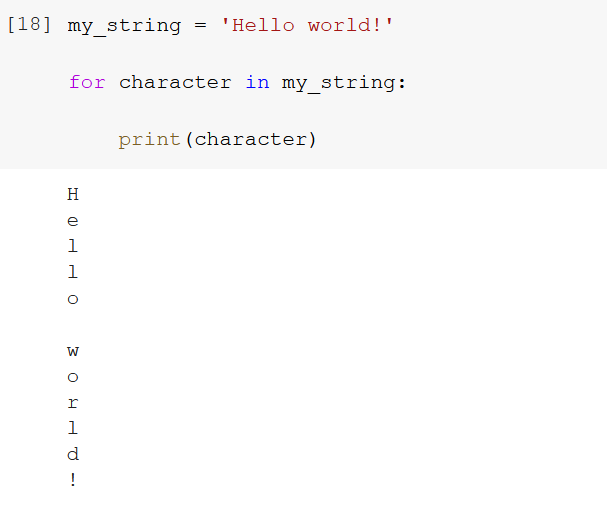 [18] my_string = 'Hello world!'
for character in my_string:
print(character)
H
e
l
l
o
w
o
r
l
d
!